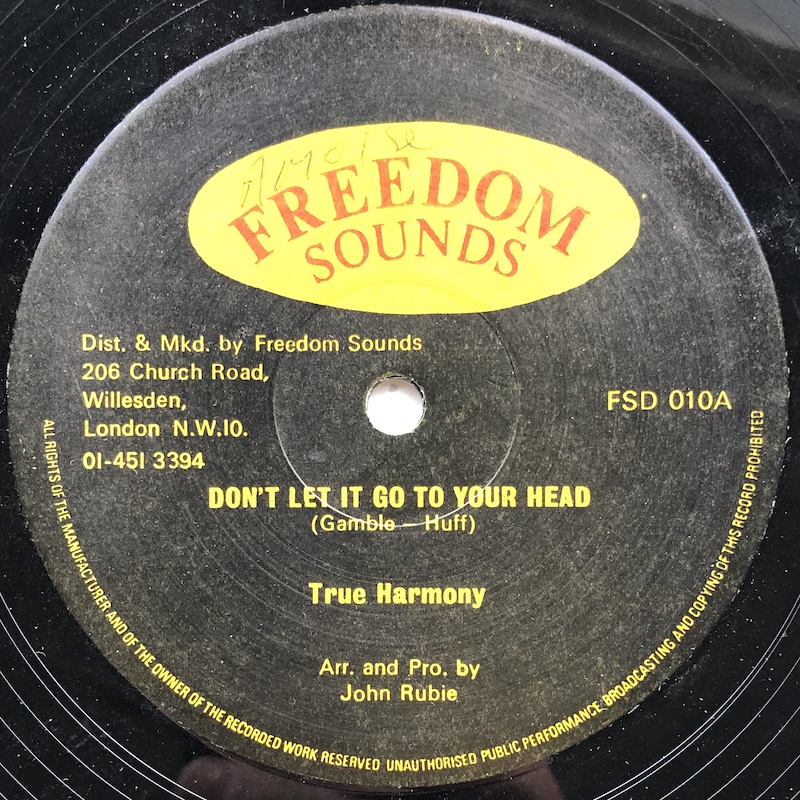 FREEDOM
SOUNDS
Dist. & Mkd. by Freedom Sounds
206 Church Road,
Willesden,
London N.W.10.
01-451 3394
FSD 010A
DON'T LET IT GO TO YOUR HEAD
(Gamble — Huff)
True Harmony
Arr. and Pro. by
John Rubie
ALL RIGHTS OF THE MANUFACTURER AND OF THE OWNER OF THE RECORDED WORK RESERVED UNAUTHORISED PUBLIC PERFORMANCE BROADCASTING AND COPYING OF THIS RECORD PROHIBITED